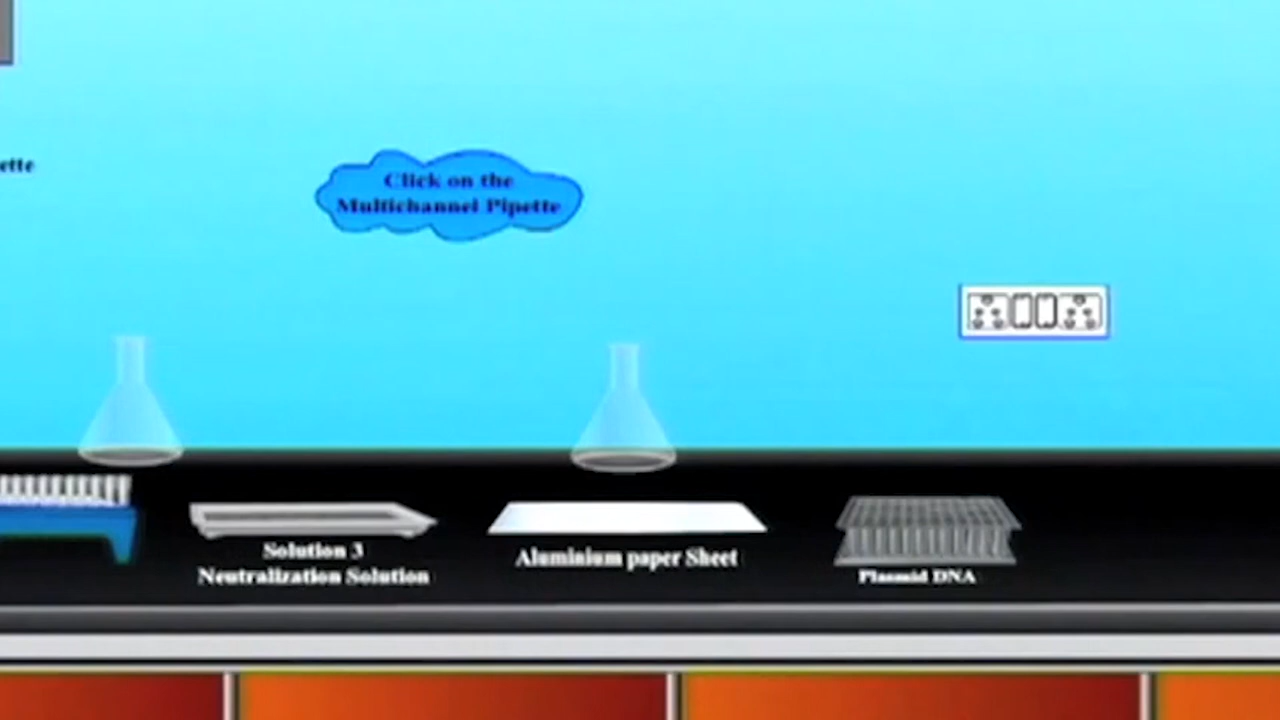 ette
Click on the
Multichannel Pipette
Solution 3
Neutralization Solution
Aluminium paper Sheet
Plasmid DNA